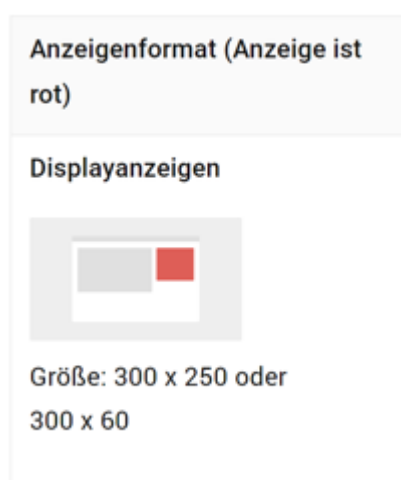 Anzeigenformat (Anzeige ist
rot)
Displayanzeigen
Größe: 300 x 250 oder
300 x 60